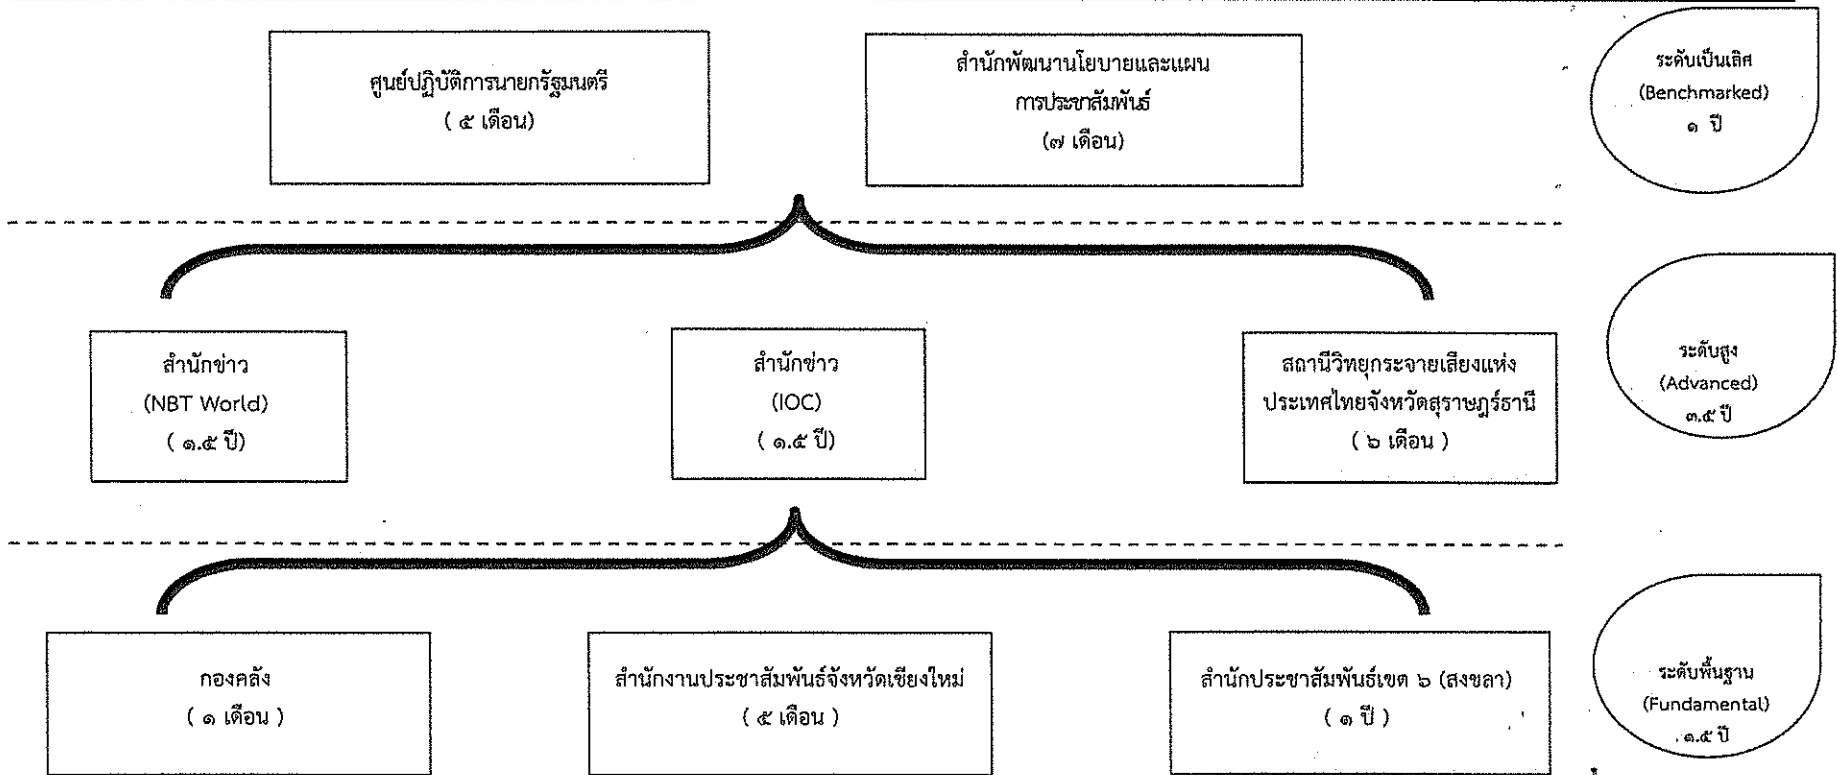 ศูนย์ปฏิบัติการนายกรัฐมนตรี
( ๕ เดือน)
สำนักพัฒนานโยบายและแผน
การประชาสัมพันธ์
(๗ เดือน)
ระดับเป็นเลิศ
(Benchmarked)
๑ ปี
สำนักข่าว
(NBT World)
( ๑.๕ ปี)
สำนักข่าว
(IOC)
( ๑.๕ ปี)
สถานีวิทยุกระจายเสียงแห่ง
ประเทศไทยจังหวัดสุราษฎร์ธานี
( ๖ เดือน )
ระดับสูง
(Advanced)
๓.๕ ปี
กองคลัง
( ๑ เดือน )
สำนักงานประชาสัมพันธ์จังหวัดเชียงใหม่
( ๕ เดือน )
สำนักประชาสัมพันธ์เขต ๖ (สงขลา)
( ๑ ปี )
ระดับพื้นฐาน
(Fundamental)
๑.๕ ปี